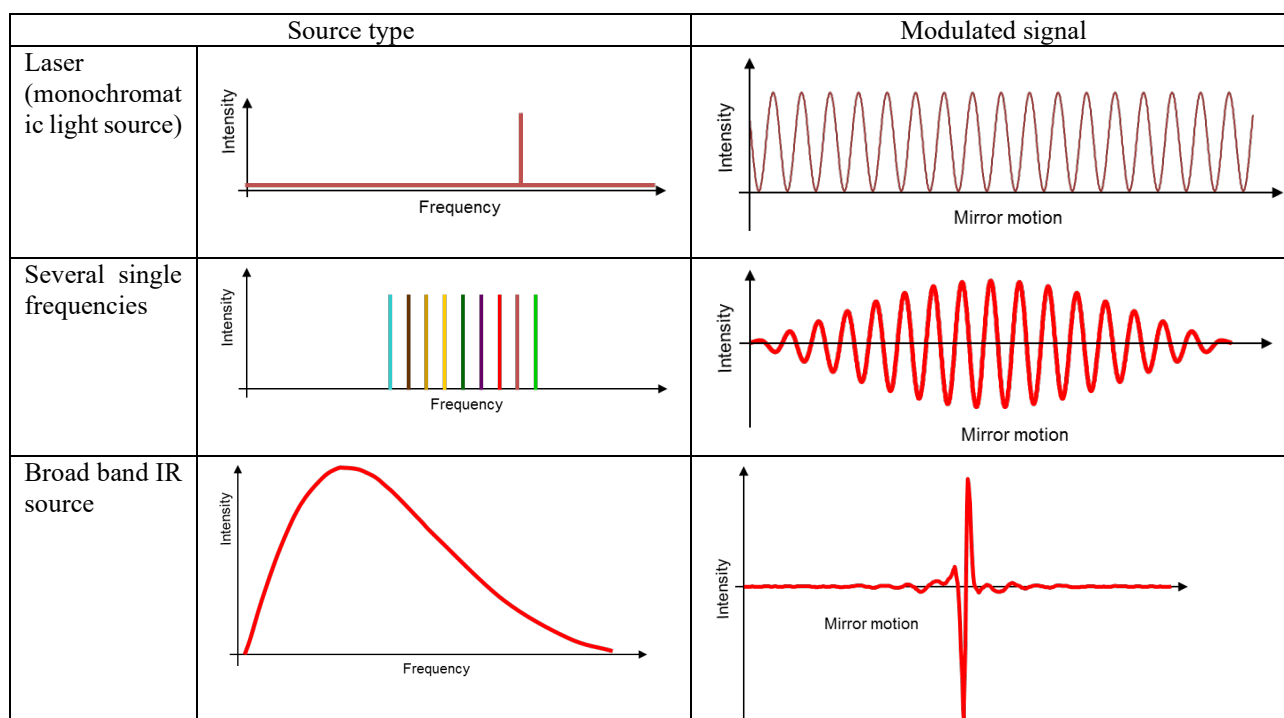 Source type
Modulated signal
Laser
(monochromat
ic light source)
Intensity
Frequency
Intensity
Mirror motion
Several single
frequencies
Intensity
Frequency
Intensity
Mirror motion
Broad band IR
source
Intensity
Frequency
Intensity
Mirror motion